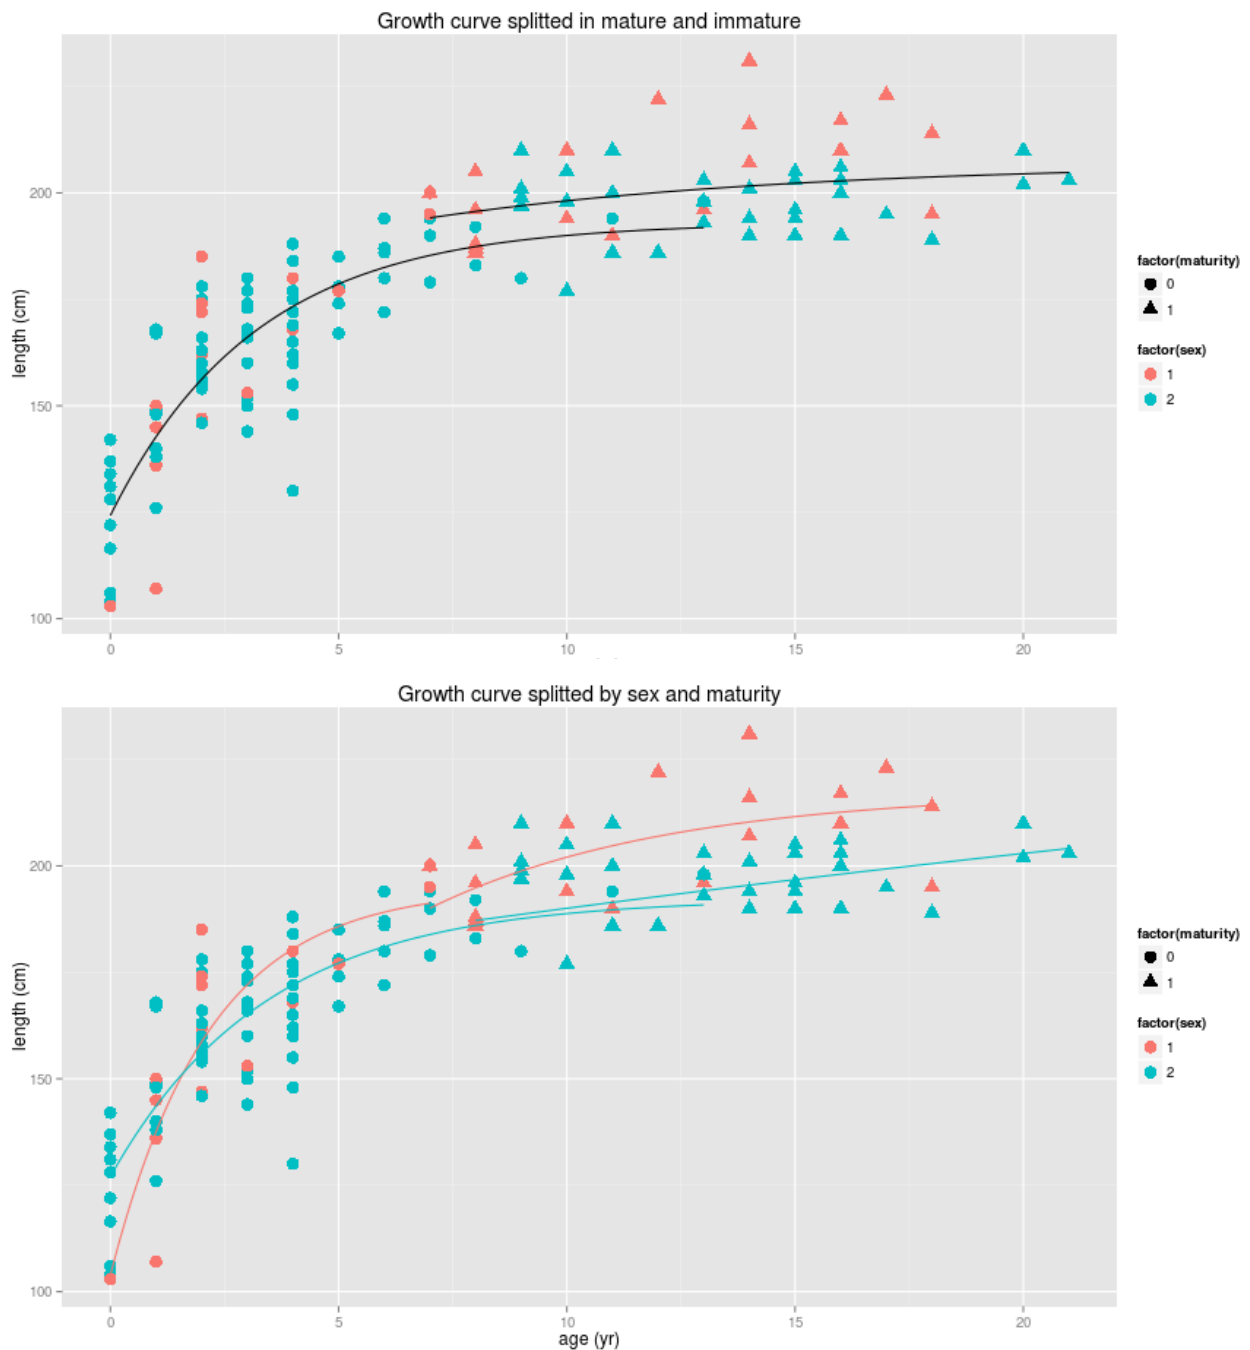 Growth curve splitted in mature and immature
length (cm)
200
150
100
0 5 10 15 20
factor(maturity)
0
1
factor(sex)
1
2
Growth curve splitted by sex and maturity
length (cm)
200
150
100
0 5 10 15 20
age (yr)
factor(maturity)
0
1
factor(sex)
1
2